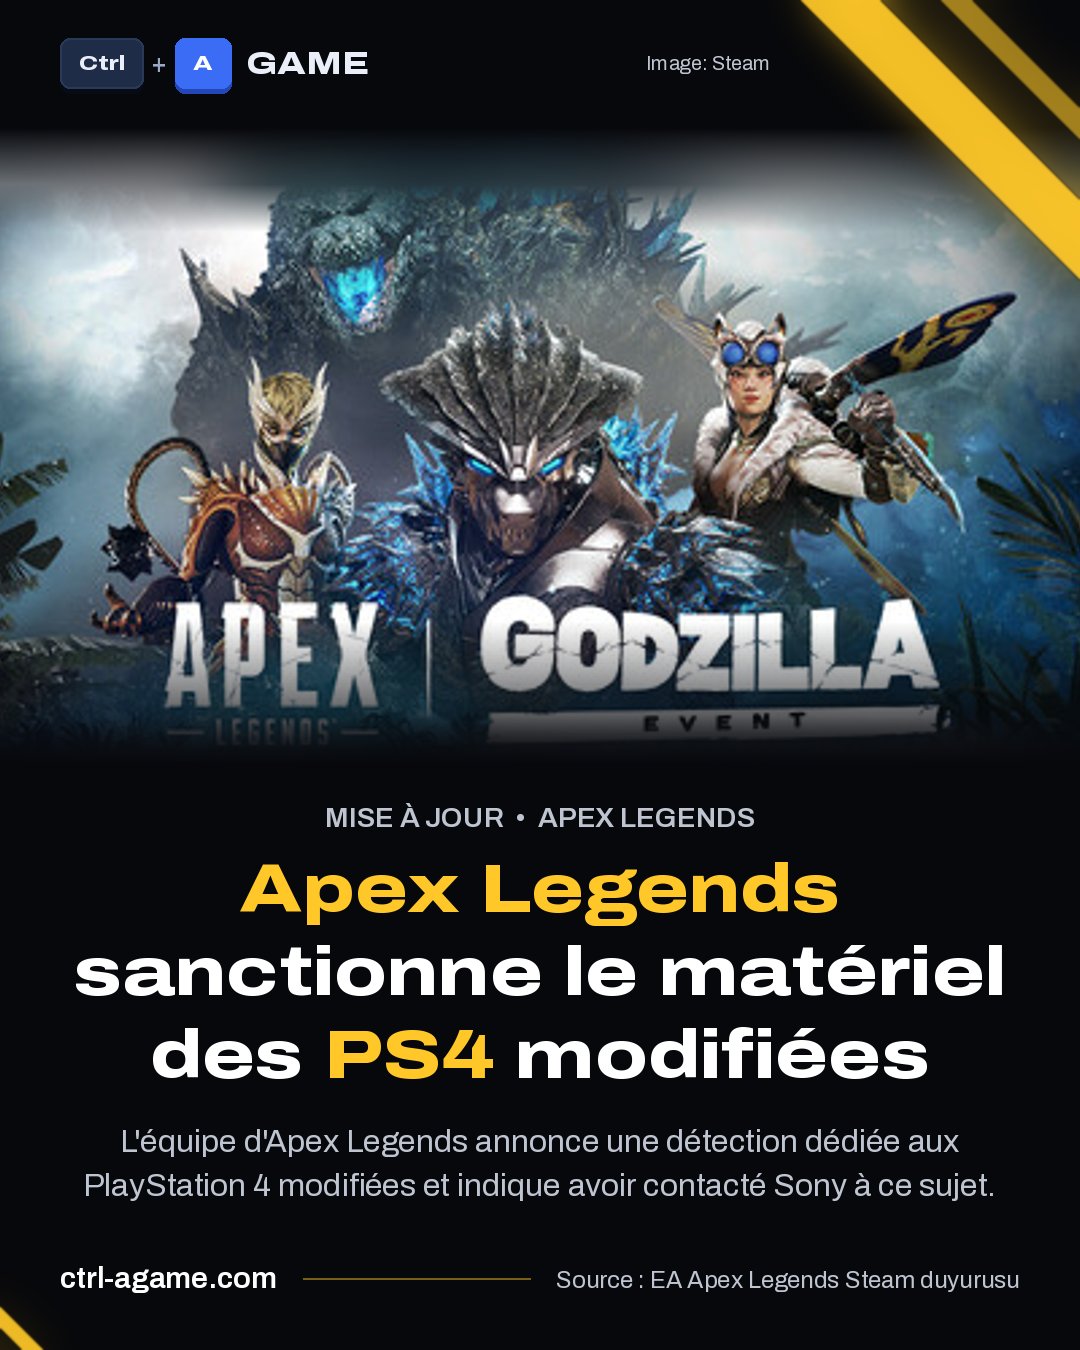 Ctrl + A GAME
Image: Steam
APEX
LEGENDS
GODZILLA
EVENT
MISE À JOUR • APEX LEGENDS
Apex Legends
sanctionne le matériel
des PS4 modifiées
L'équipe d'Apex Legends annonce une détection dédiée aux
PlayStation 4 modifiées et indique avoir contacté Sony à ce sujet.
ctrl-agame.com
Source : EA Apex Legends Steam duyurusu